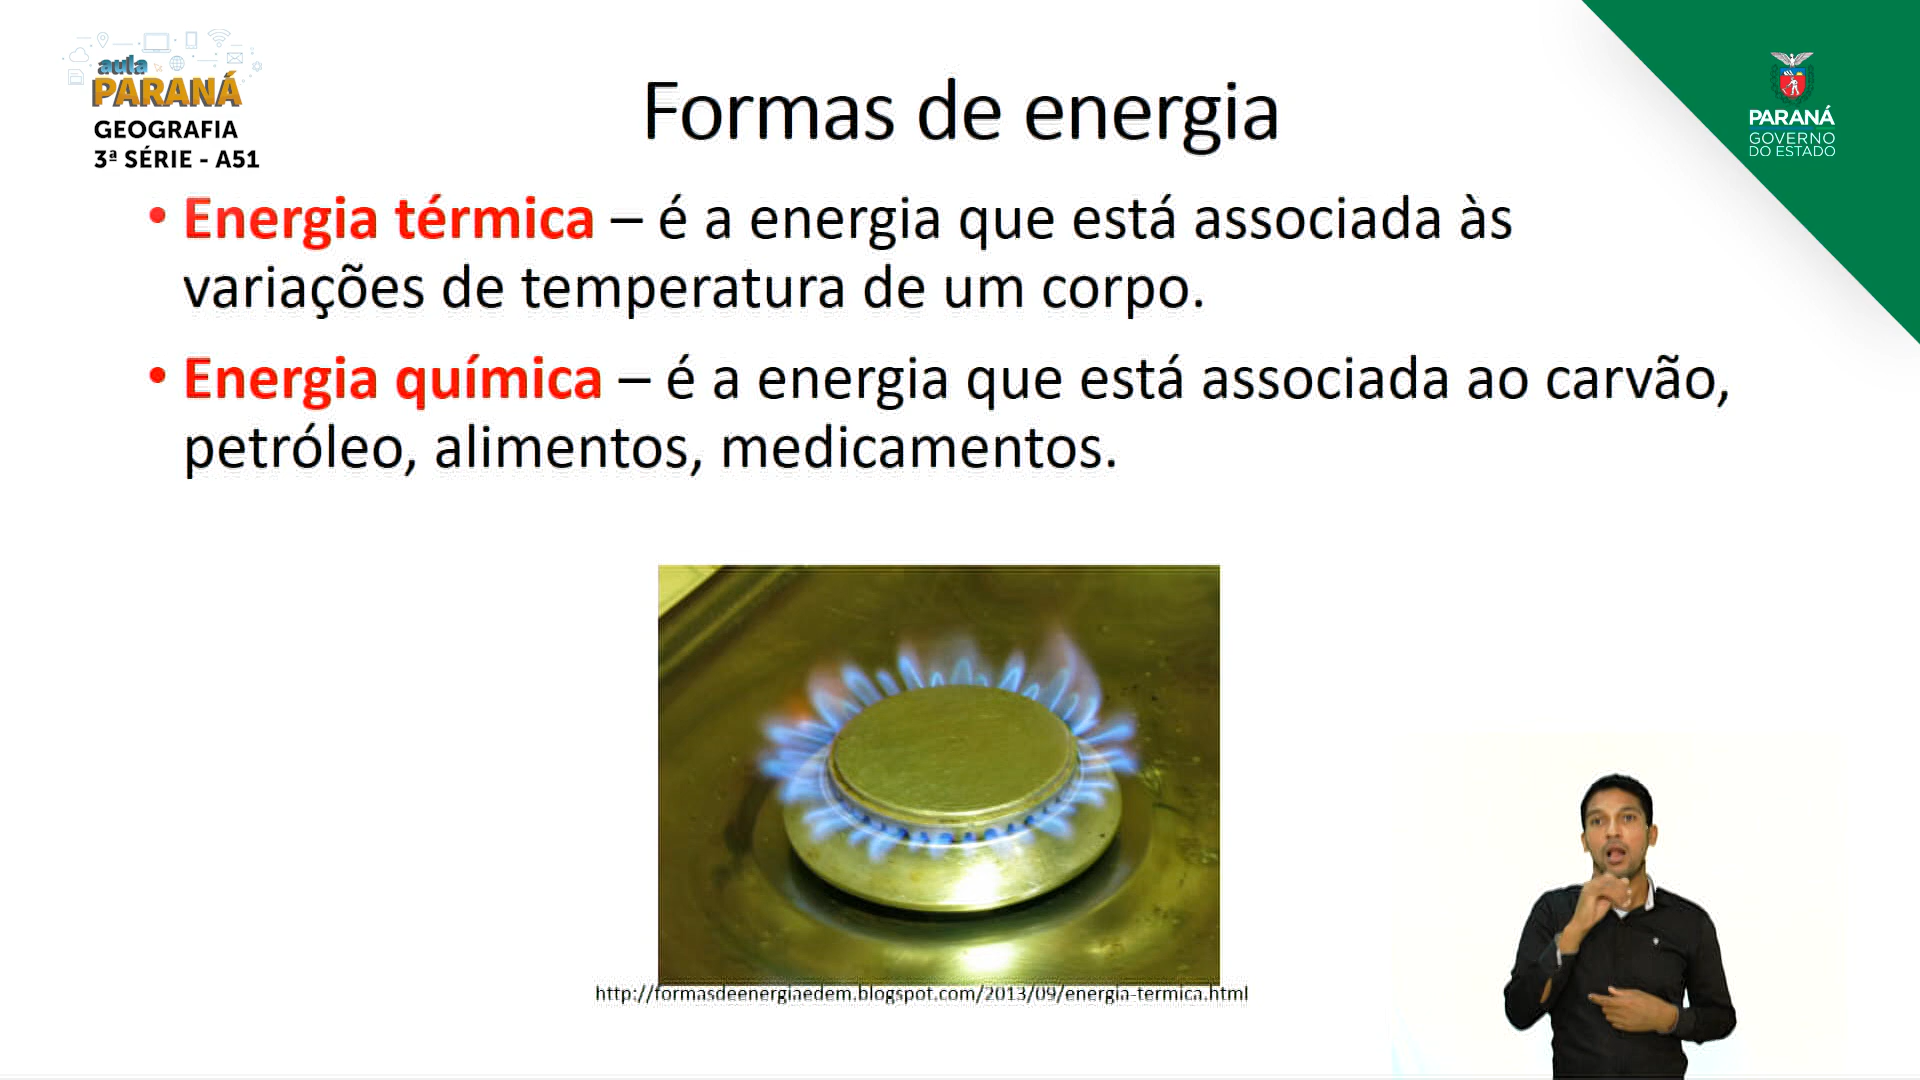 aula
PARANÁ
GEOGRAFIA
3ª SÉRIE - A51
Formas de energia
PARANÁ
GOVERNO
DO ESTADO
• Energia térmica – é a energia que está associada às
variações de temperatura de um corpo.
• Energia química – é a energia que está associada ao carvão,
petróleo, alimentos, medicamentos.
http://formasdeenergiaedem.blogspot.com/2013/09/energia-termica.html